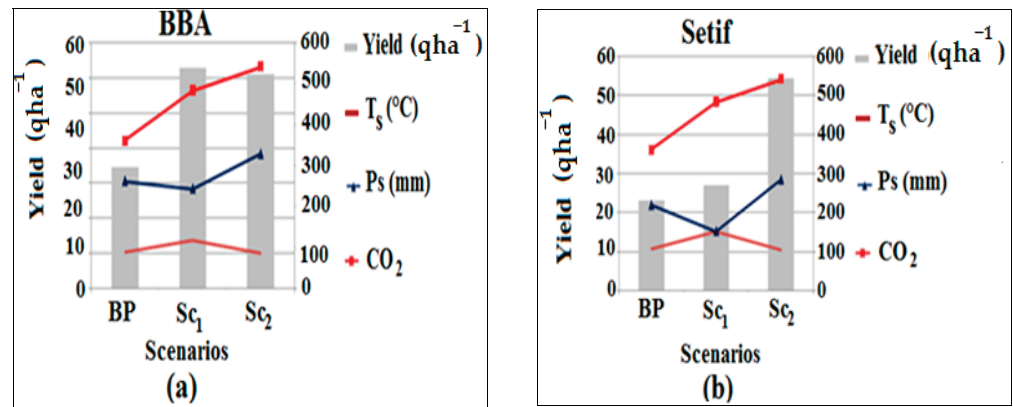 BBA
Yield (qha⁻¹)
60
50
40
30
20
10
0
600
500
400
300
200
100
0
BP Sc₁ Sc₂
Scenarios
Yield (qha⁻¹)
Tₛ (°C)
Ps (mm)
CO₂
(a)
Setif
Yield (qha⁻¹)
60
50
40
30
20
10
0
600
500
400
300
200
100
0
BP Sc₁ Sc₂
Scenarios
Yield (qha⁻¹)
Tₛ (°C)
Ps (mm)
CO₂
(b)